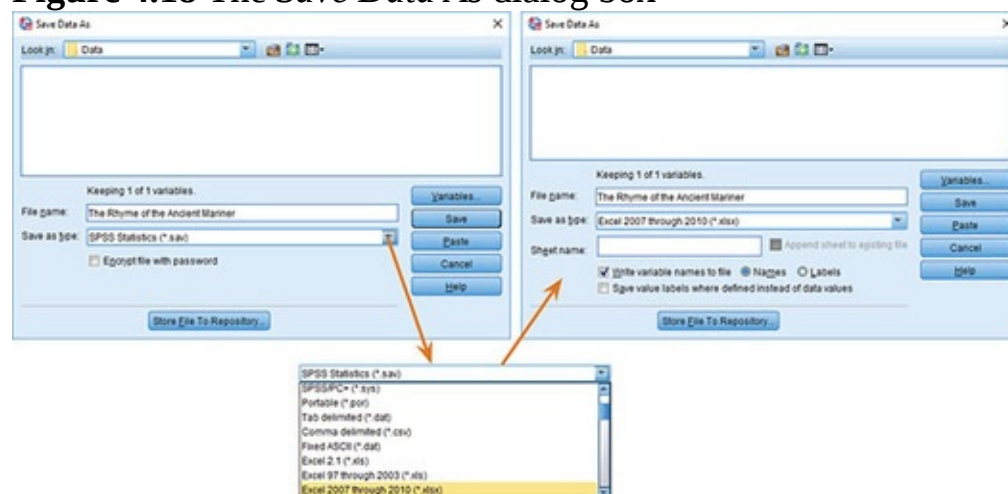 Figure 4.18 The Save Data As dialog box
Save Data As
Look in: Data
Keeping 1 of 1 variables.
File name: The Rhyme of the Ancient Mariner
Save as type: SPSS Statistics (*.sav)
Encrypt file with password
Variables...
Save
Paste
Cancel
Help
Store File To Repository...
Save Data As
Look in: Data
Keeping 1 of 1 variables.
File name: The Rhyme of the Ancient Mariner
Save as type: Excel 2007 through 2010 (*.xlsx)
Sheet name: Append sheet to existing file
Write variable names to file Names Labels
Save value labels where defined instead of data values
Variables...
Save
Paste
Cancel
Help
Store File To Repository...
SPSS Statistics (*.sav)
SPSS/PC+ (*.sys)
Portable (*.por)
Tab delimited (*.dat)
Comma delimited (*.csv)
Fixed ASCII (*.dat)
Excel 2.1 (*.xls)
Excel 97 through 2003 (*.xls)
Excel 2007 through 2010 (*.xlsx)